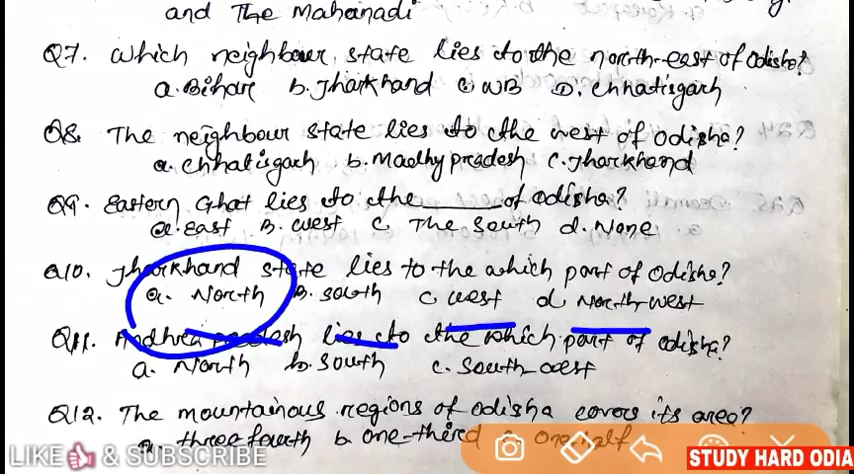 and The Mahanadi
Q7. Which neighbour state lies to the north-east of Odisha?
a. Bihar b. Jharkhand c. WB D. Chhatisgarh
Q8. The neighbour state lies to the west of Odisha?
a. Chhatisgarh b. Madhy pradesh c. Jharkhand
Q9. Eastern Ghat lies to the ____ of Odisha?
a. East B. West C. The South d. None
Q10. Jharkhand state lies to the which part of Odisha?
a. North B. South C. West d. North-West
Q11. Andhra pradesh lies to the which part of Odisha?
a. North b. South c. South-West
Q12. The mountainous regions of Odisha covers its area?
three fourth b. one-third c. one-half
LIKE & SUBSCRIBE
STUDY HARD ODIA